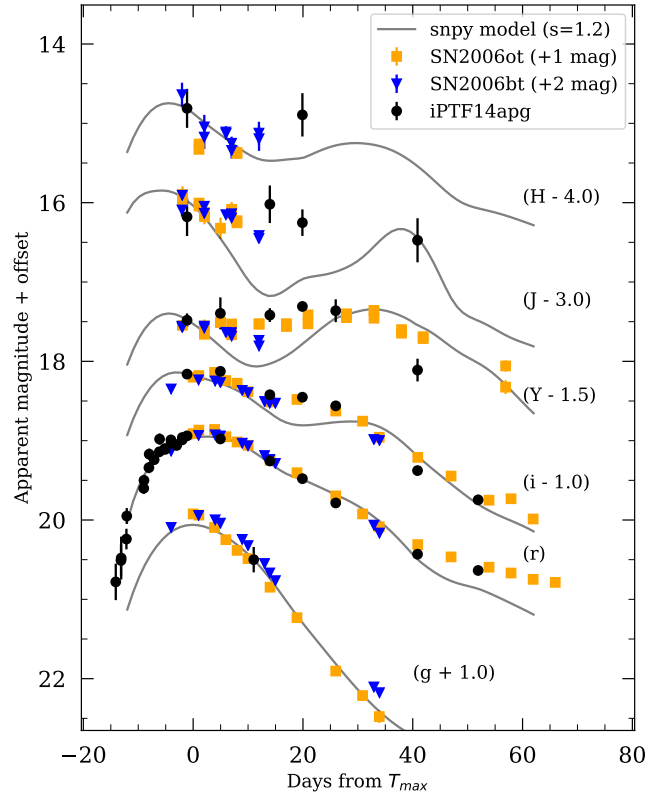 snpy model (s=1.2)
SN2006ot (+1 mag)
SN2006bt (+2 mag)
iPTF14apg
14
16
18
20
22
Apparent magnitude + offset
(H - 4.0)
(J - 3.0)
(Y - 1.5)
(i - 1.0)
(r)
(g + 1.0)
−20
0
20
40
60
80
Days from Tmax